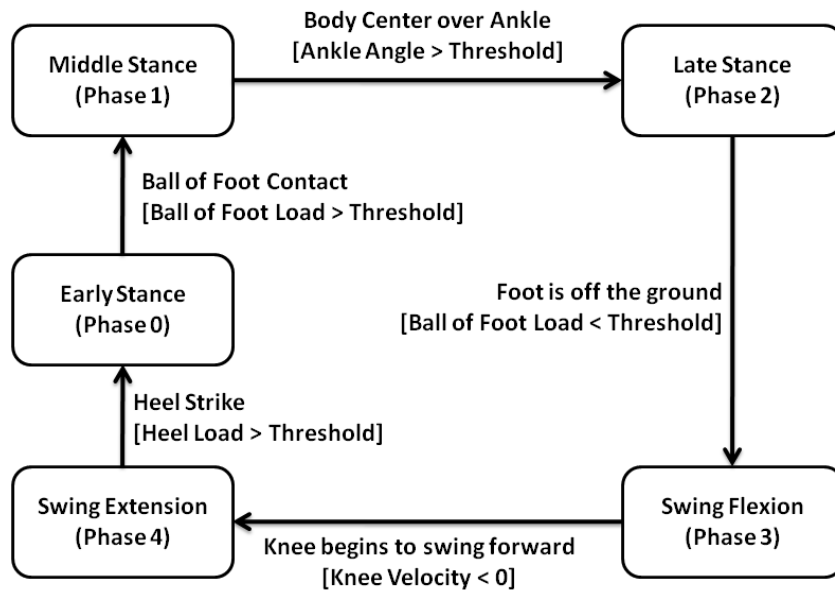 Body Center over Ankle
[Ankle Angle > Threshold]
Middle Stance
(Phase 1)
Late Stance
(Phase 2)
Ball of Foot Contact
[Ball of Foot Load > Threshold]
Early Stance
(Phase 0)
Foot is off the ground
[Ball of Foot Load < Threshold]
Heel Strike
[Heel Load > Threshold]
Swing Extension
(Phase 4)
Swing Flexion
(Phase 3)
Knee begins to swing forward
[Knee Velocity < 0]